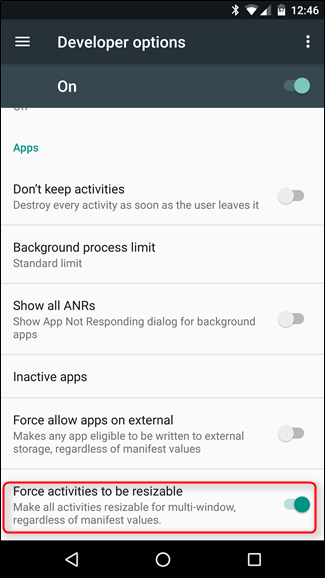 12:46
Developer options
On
Apps
Don't keep activities
Destroy every activity as soon as the user leaves it
Background process limit
Standard limit
Show all ANRs
Show App Not Responding dialog for background
apps
Inactive apps
Force allow apps on external
Makes any app eligible to be written to external
storage, regardless of manifest values
Force activities to be resizable
Make all activities resizable for multi-window,
regardless of manifest values.